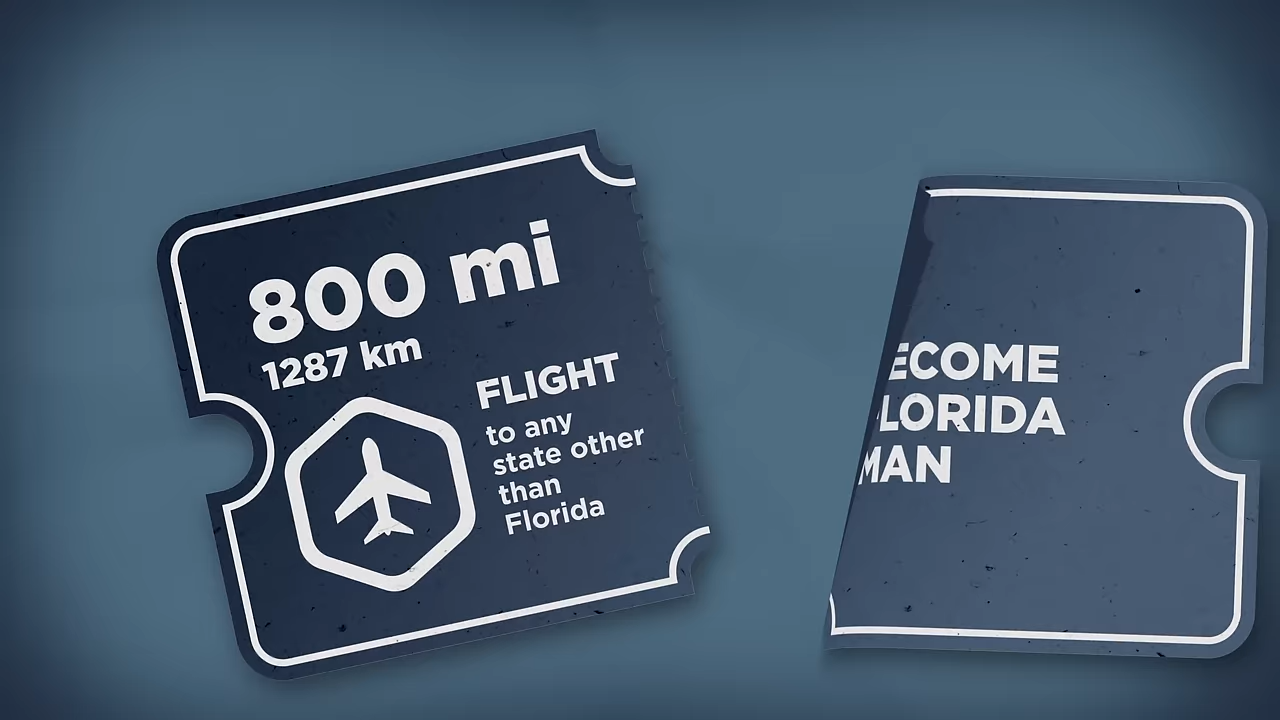 800 mi
1287 km
FLIGHT
to any
state other
than
Florida
ECOME
LORIDA
MAN